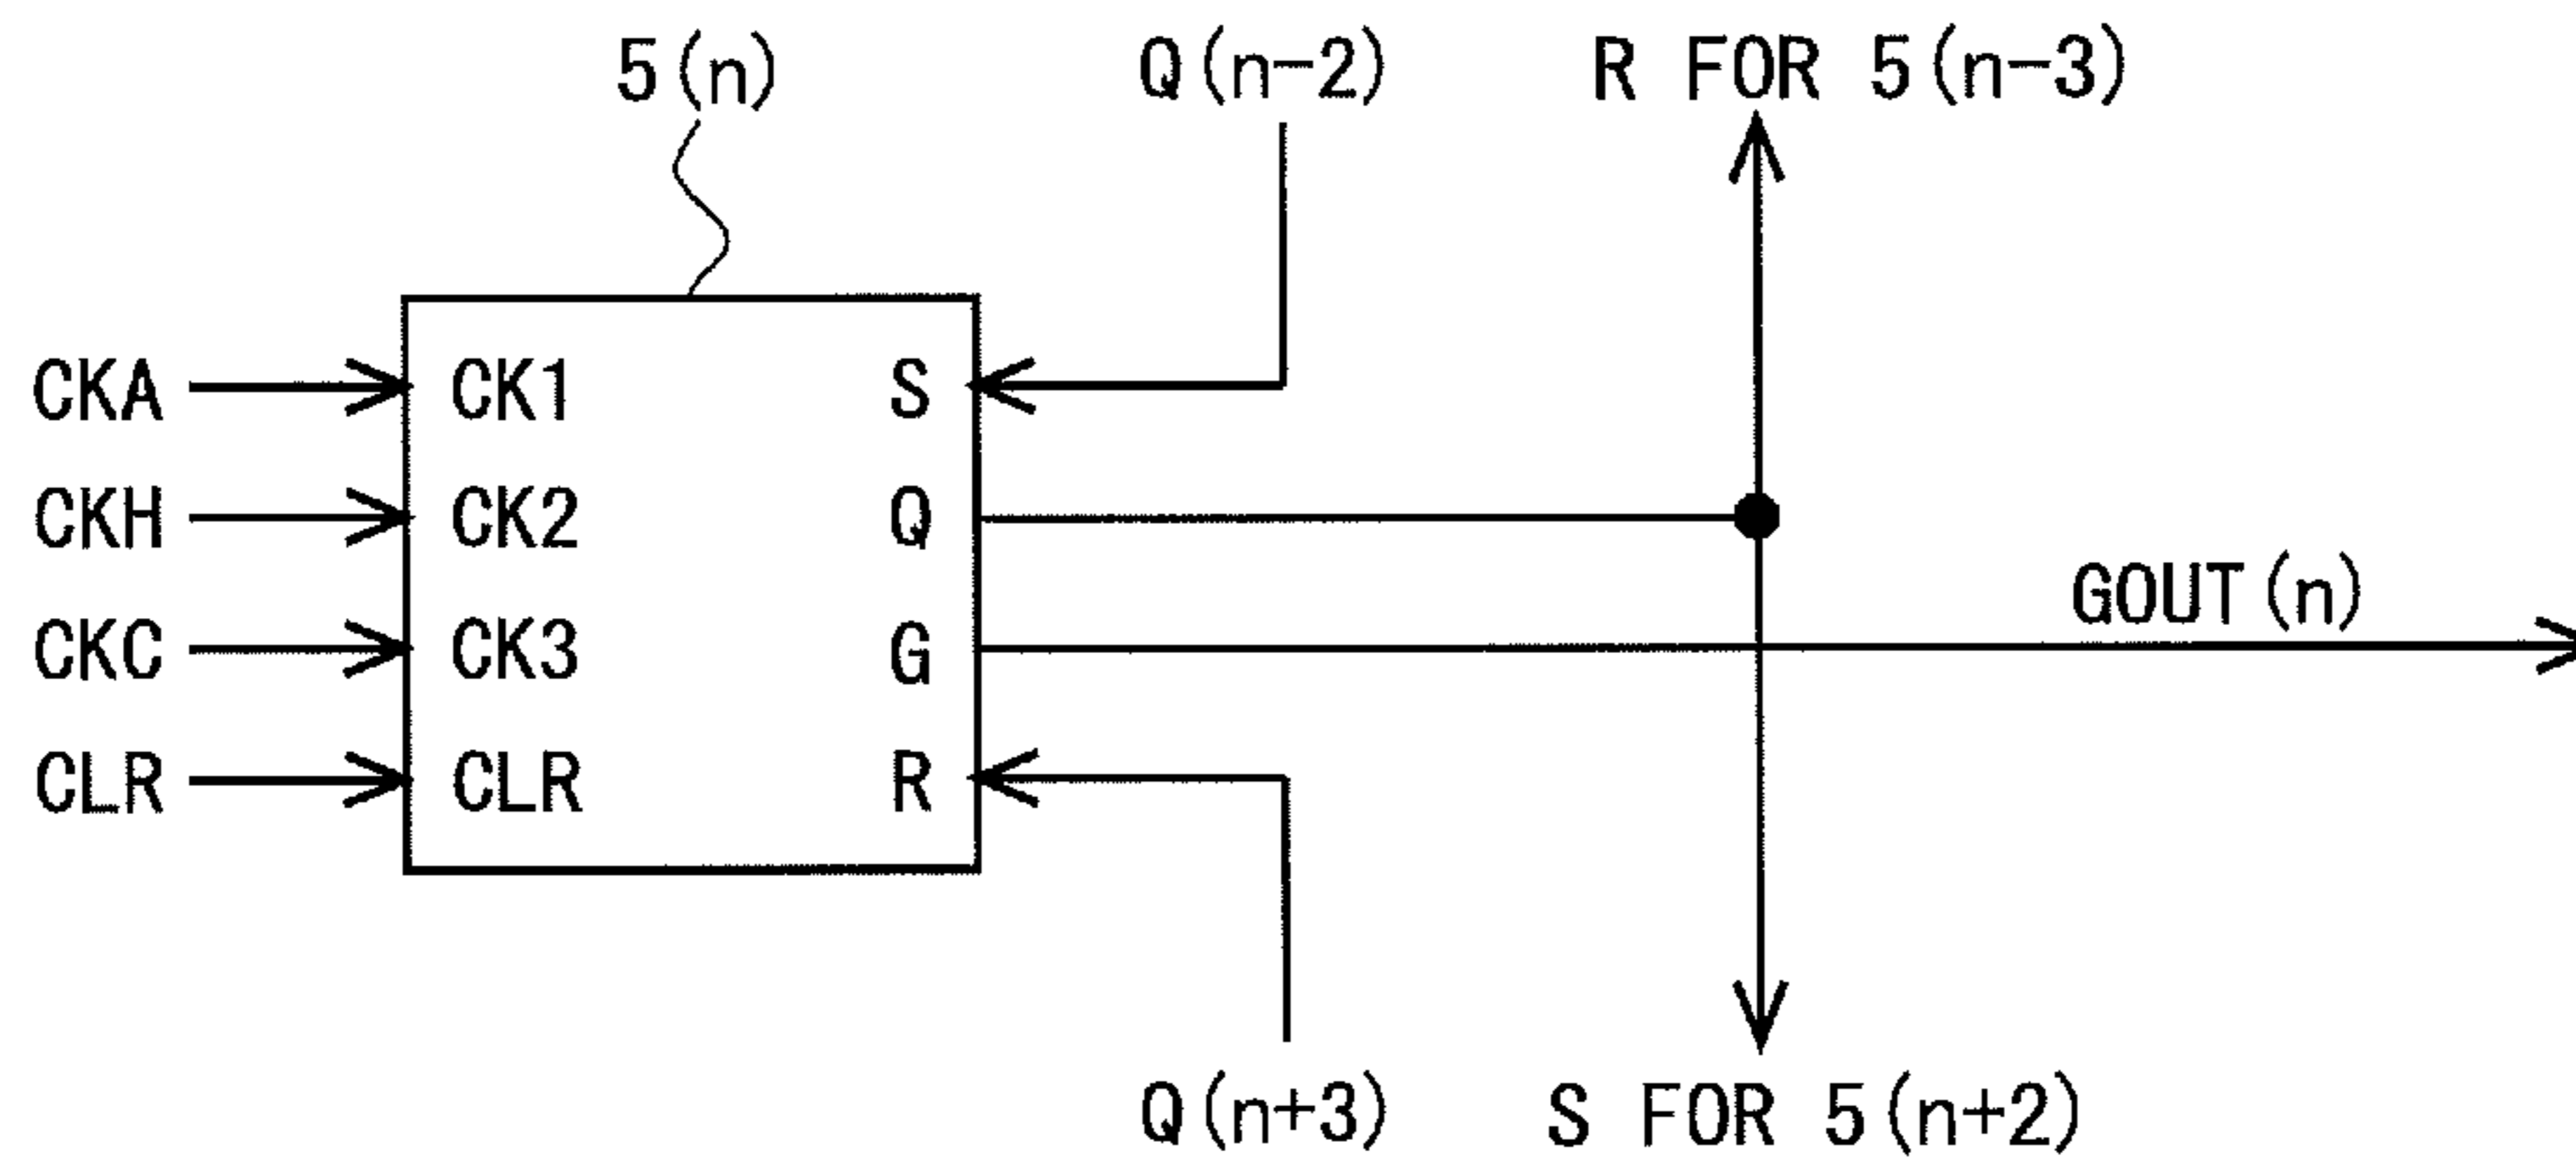 5(n)
Q(n-2)
R FOR 5(n-3)
CKA
CK1
S
CKH
CK2
Q
GOUT(n)
CKC
CK3
G
CLR
CLR
R
Q(n+3)
S FOR 5(n+2)